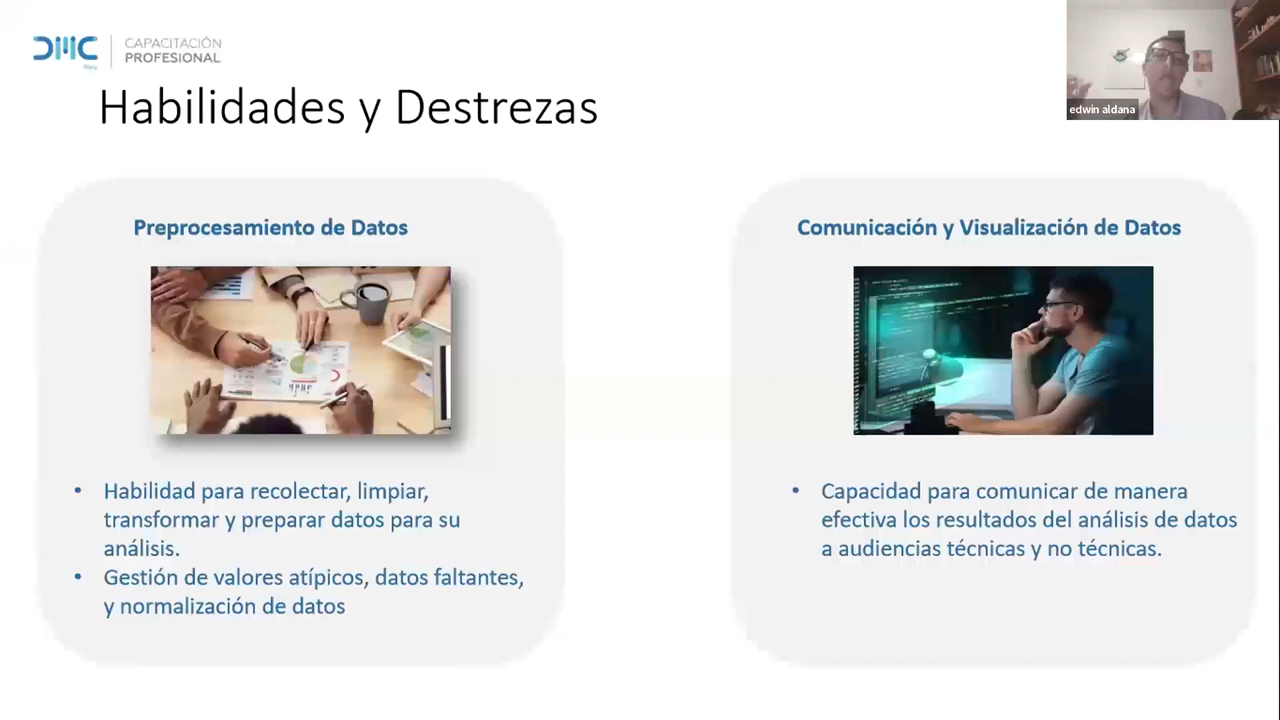 DMC
CAPACITACIÓN
PROFESIONAL
Perú
edwin aldana
Habilidades y Destrezas
Preprocesamiento de Datos
• Habilidad para recolectar, limpiar,
transformar y preparar datos para su
análisis.
• Gestión de valores atípicos, datos faltantes,
y normalización de datos
Comunicación y Visualización de Datos
• Capacidad para comunicar de manera
efectiva los resultados del análisis de datos
a audiencias técnicas y no técnicas.